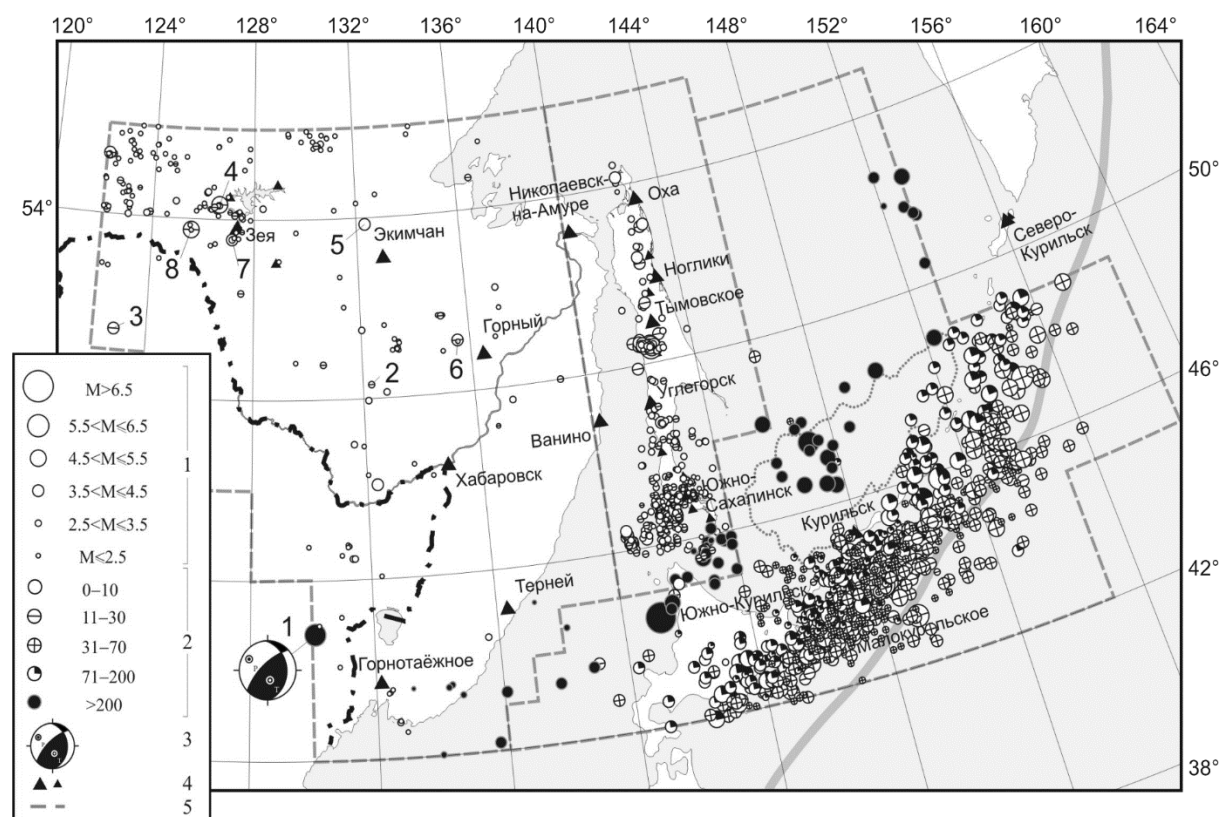 120° 124° 126° 128° 132° 136° 140° 144° 148° 152° 156° 160° 164°
54°
50°
46°
42°
38°
Николаевск-
на-Амуре
Оха
Северо-
Курильск
4
Зея
5
Экимчан
Ноглики
8
7
Тымовское
3
Горный
2
6
Углегорск
Ванино
Хабаровск
Южно-
Сахалинск
Курильск
Терней
Южно-Курильск
Малокурильское
1
Горнотаёжное
P
T
M>6.5
5.5<M⩽6.5
4.5<M⩽5.5
3.5<M⩽4.5
2.5<M⩽3.5
M⩽2.5
1
0–10
11–30
31–70
71–200
>200
2
P
T
3
4
5